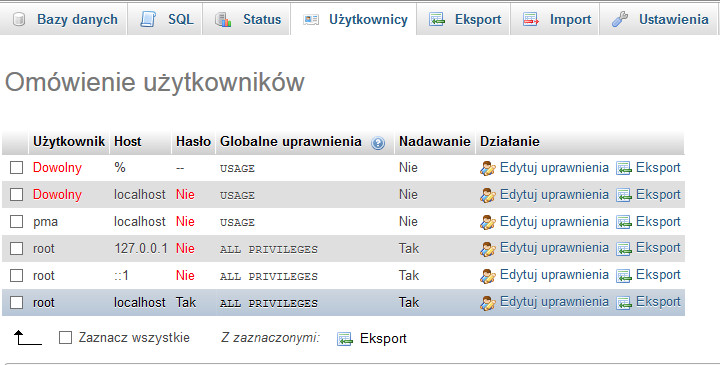 Bazy danych SQL Status Użytkownicy Eksport Import Ustawienia
Omówienie użytkowników
Użytkownik Host Hasło Globalne uprawnienia Nadawanie Działanie
Dowolny % -- USAGE Nie Edytuj uprawnienia Eksport
Dowolny localhost Nie USAGE Nie Edytuj uprawnienia Eksport
pma localhost Nie USAGE Nie Edytuj uprawnienia Eksport
root 127.0.0.1 Nie ALL PRIVILEGES Tak Edytuj uprawnienia Eksport
root ::1 Nie ALL PRIVILEGES Tak Edytuj uprawnienia Eksport
root localhost Tak ALL PRIVILEGES Tak Edytuj uprawnienia Eksport
Zaznacz wszystkie Z zaznaczonymi: Eksport